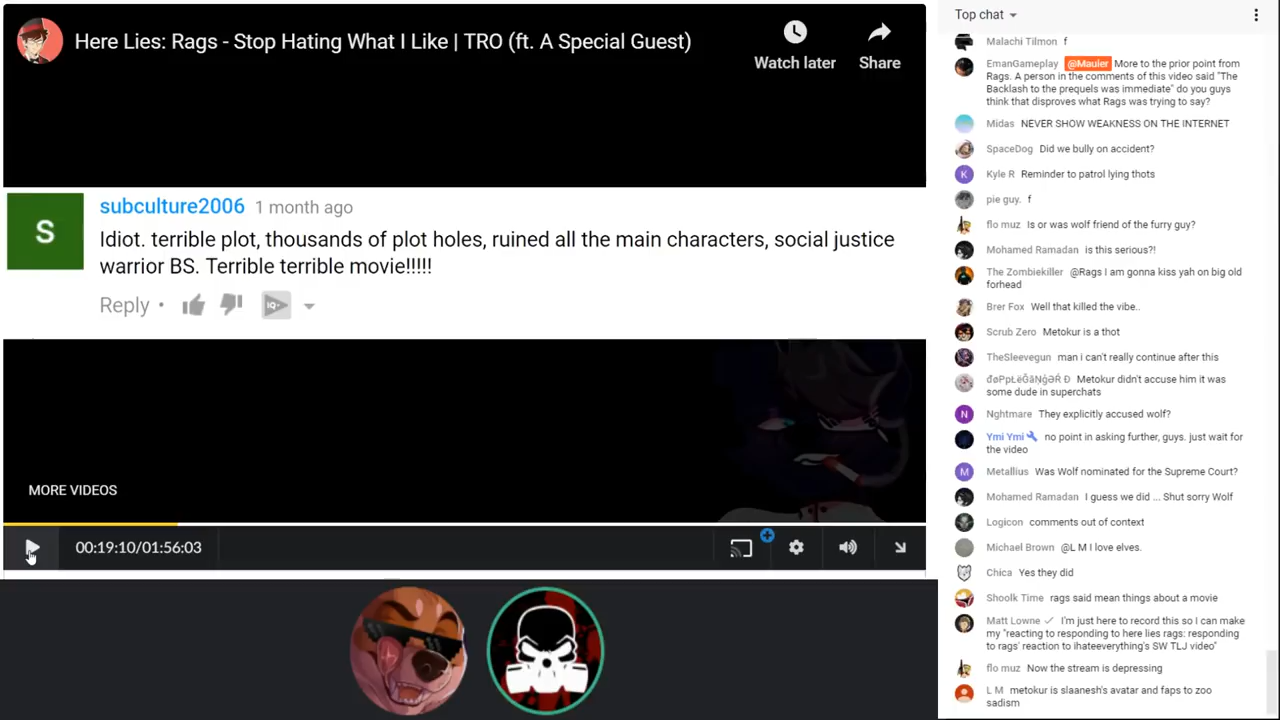 Here Lies: Rags - Stop Hating What I Like | TRO (ft. A Special Guest)
Watch later
Share
S
subculture2006 1 month ago
Idiot. terrible plot, thousands of plot holes, ruined all the main characters, social justice
warrior BS. Terrible terrible movie!!!!!
Reply •
IQ+
MORE VIDEOS
00:19:10/01:56:03
Top chat
Malachi Tilmon f
EmanGameplay @Mauler More to the prior point from
Rags. A person in the comments of this video said "The
Backlash to the prequels was immediate" do you guys
think that disproves what Rags was trying to say?
Midas NEVER SHOW WEAKNESS ON THE INTERNET
SpaceDog Did we bully on accident?
K
Kyle R Reminder to patrol lying thots
pie guy. f
flo muz Is or was wolf friend of the furry guy?
Mohamed Ramadan is this serious?!
The Zombiekiller @Rags I am gonna kiss yah on big old
forhead
Brer Fox Well that killed the vibe..
Scrub Zero Metokur is a thot
TheSleevegun man i can't really continue after this
Metokur didn't accuse him it was
some dude in superchats
N
Nghtmare They explicitly accused wolf?
Ymi Ymi no point in asking further, guys. just wait for
the video
M
Metallius Was Wolf nominated for the Supreme Court?
Mohamed Ramadan I guess we did ... Shut sorry Wolf
Logicon comments out of context
Michael Brown @L M I love elves.
Chica Yes they did
Shoolk Time rags said mean things about a movie
Matt Lowne ✓ I'm just here to record this so I can make
my "reacting to responding to here lies rags: responding
to rags' reaction to ihateeverything's SW TLJ video"
flo muz Now the stream is depressing
L M metokur is slaanesh's avatar and faps to zoo
sadism